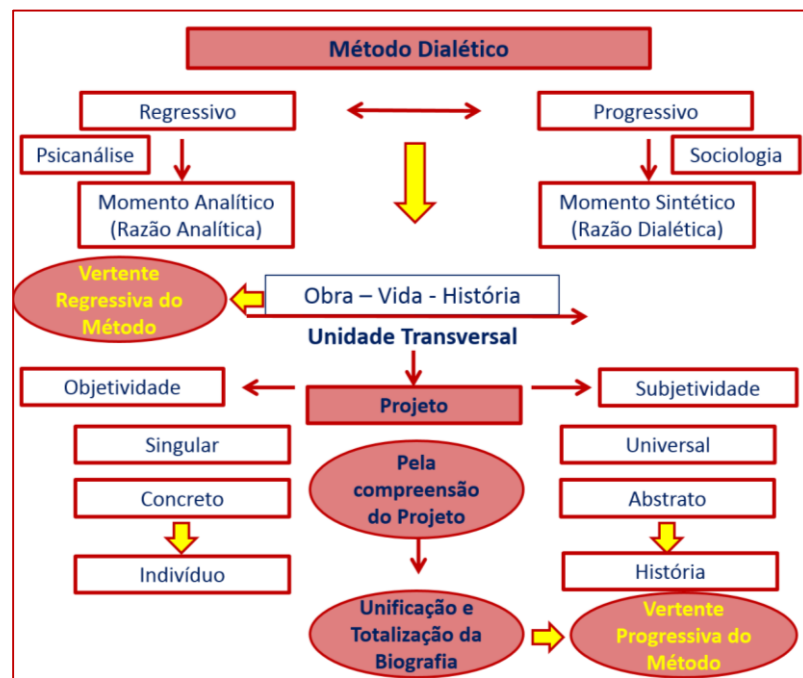 Método Dialético
Regressivo
Progressivo
Psicanálise
Sociologia
Momento Analítico
(Razão Analítica)
Momento Sintético
(Razão Dialética)
Vertente
Regressiva do
Método
Obra – Vida - História
Unidade Transversal
Objetividade
Projeto
Subjetividade
Singular
Concreto
Indivíduo
Pela
compreensão
do Projeto
Universal
Abstrato
História
Unificação e
Totalização da
Biografia
Vertente
Progressiva do
Método